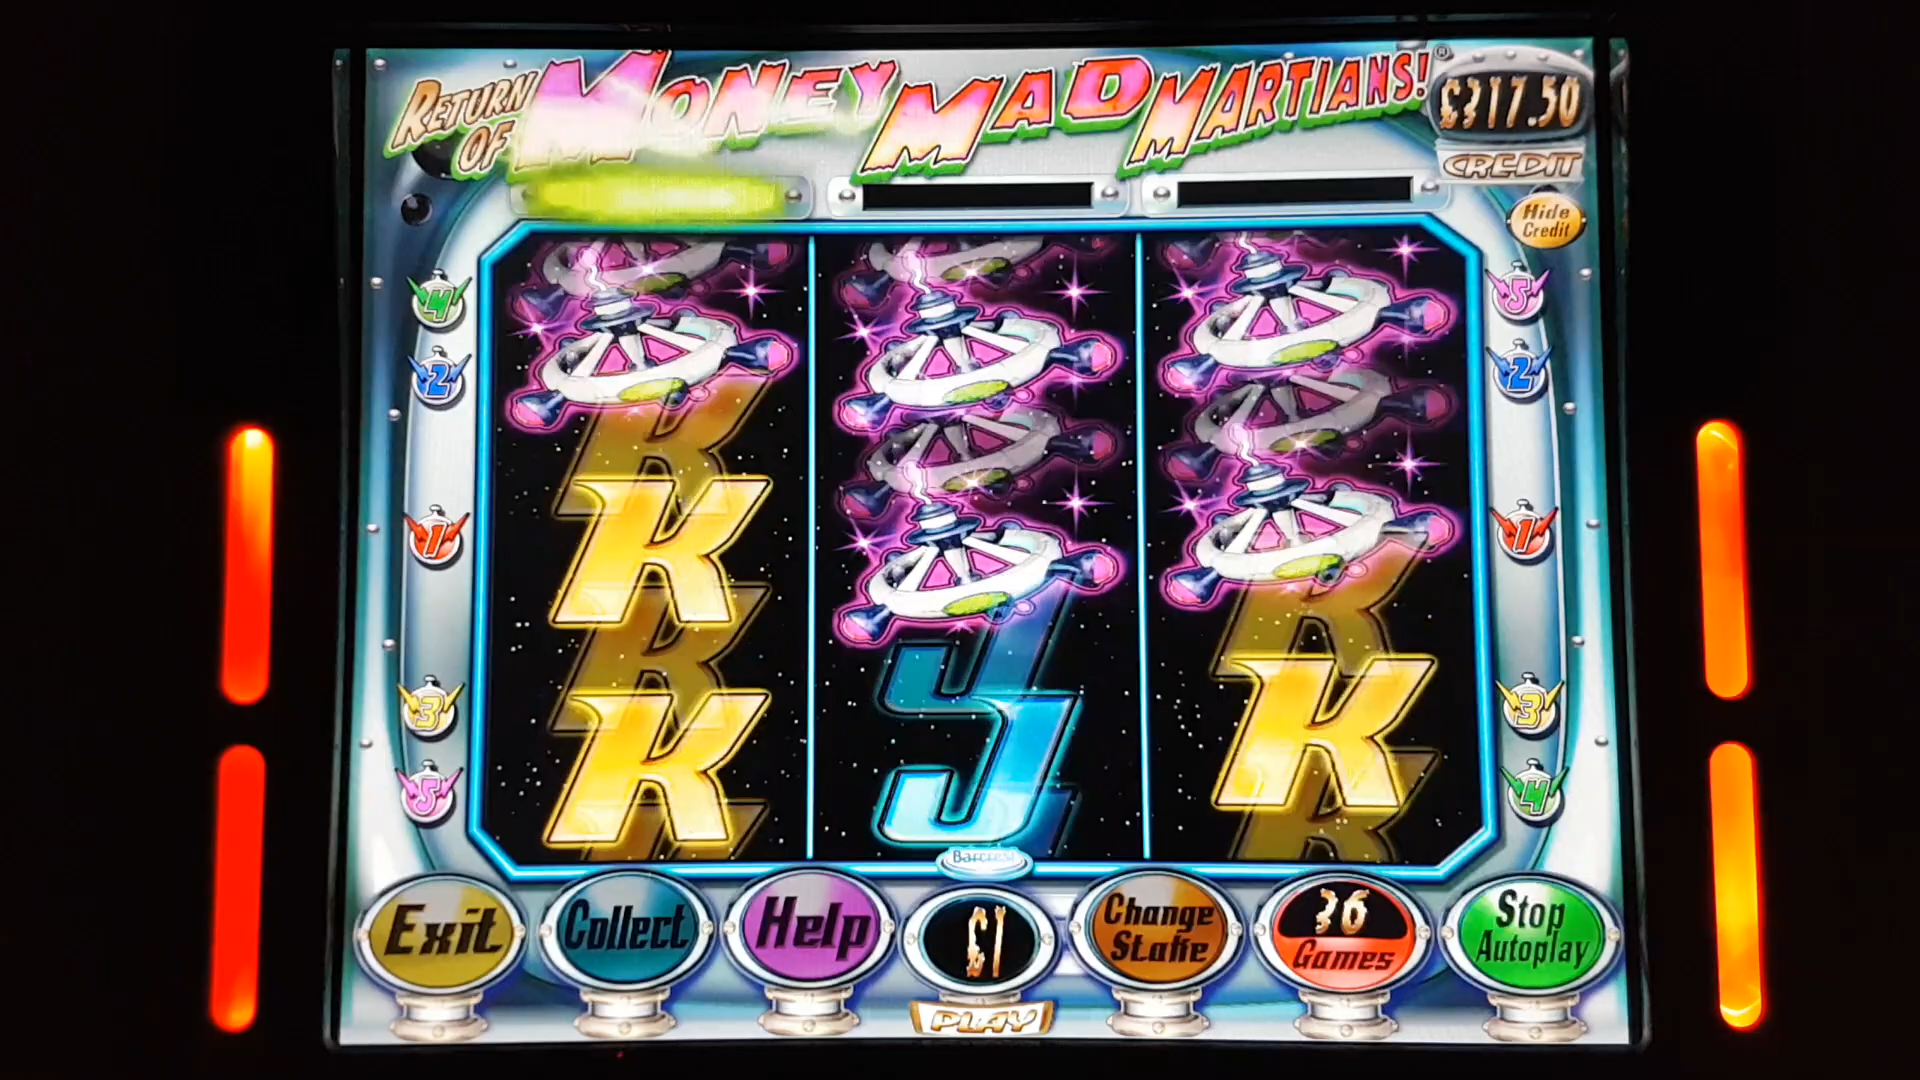 RETURN OF MONEY MAD MARTIANS!®
£317.50
CREDIT
Hide
Credit
4
5
2
2
1
1
3
3
5
4
K
K
J
K
K
Barcrest
Exit
Collect
Help
£1
PLAY
Change
Stake
36
Games
Stop
Autoplay